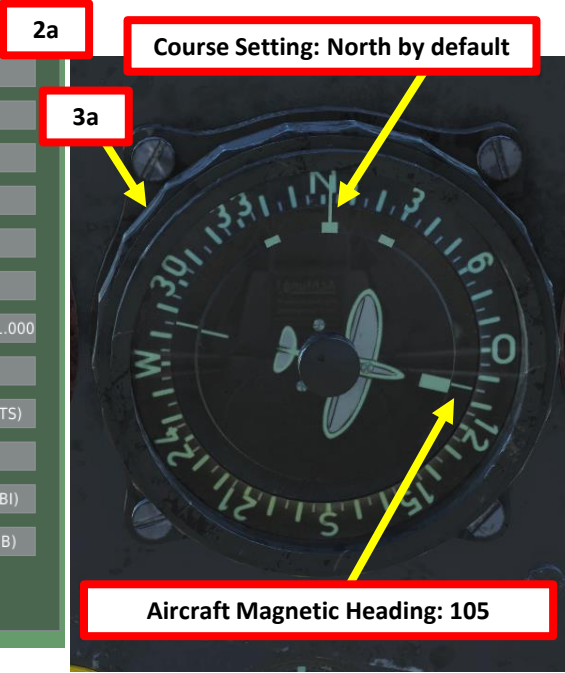 2a
Course Setting: North by default
3a
N
33
3
30
6
1.000
W
O
TS)
24
12
21
S
15
BI)
B)
Aircraft Magnetic Heading: 105